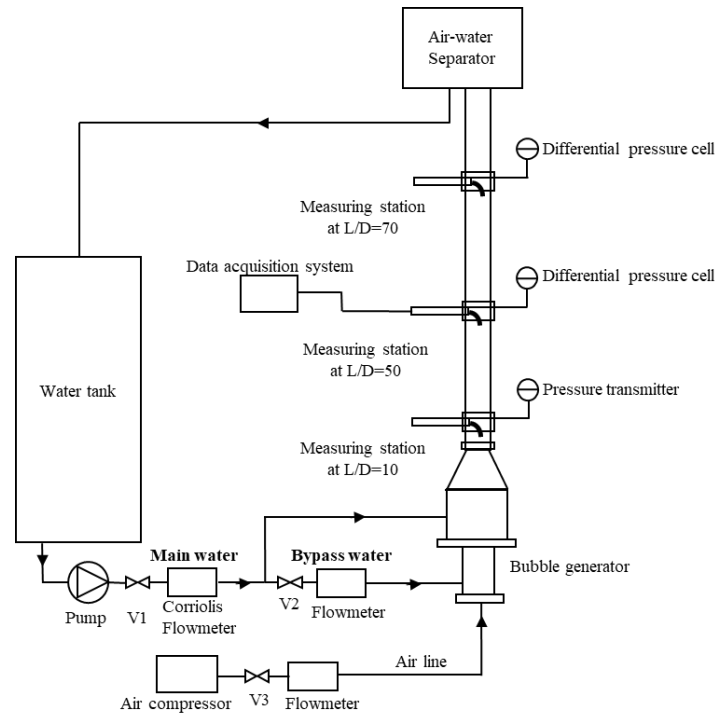 Air-water
Separator
Differential pressure cell
Measuring station
at L/D=70
Data acquisition system
Differential pressure cell
Measuring station
at L/D=50
Water tank
Pressure transmitter
Measuring station
at L/D=10
Main water
Bypass water
Bubble generator
Pump
V1
Corriolis
Flowmeter
V2
Flowmeter
Air line
Air compressor
V3
Flowmeter